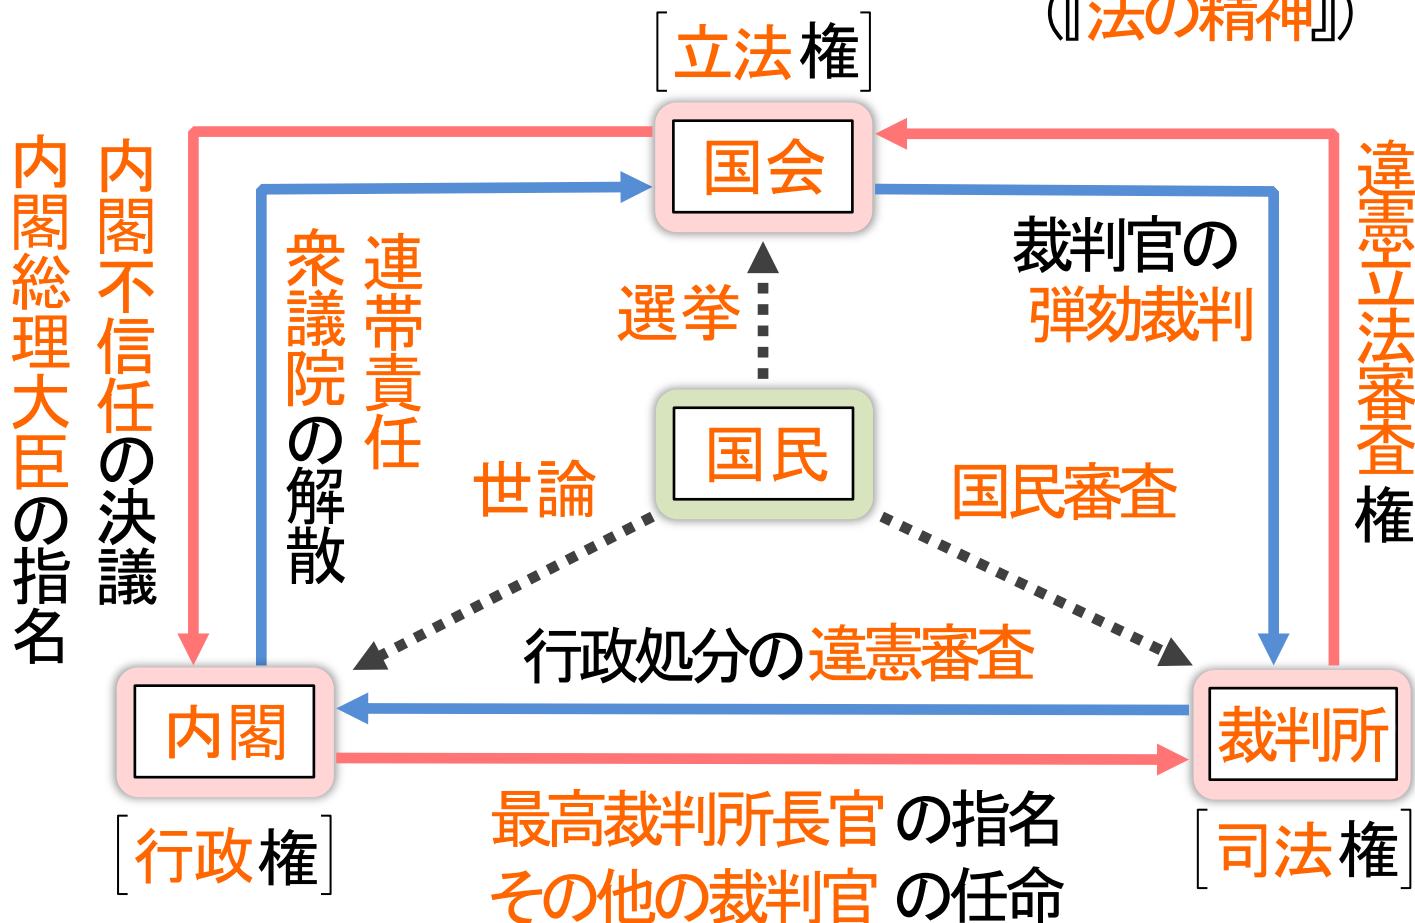 （『法の精神』）
[立法権]
国会
内閣総理大臣の指名
内閣不信任の決議
衆議院の解散
連帯責任
選挙
裁判官の
弾劾裁判
違憲立法審査権
国民
世論
国民審査
行政処分の違憲審査
内閣
裁判所
[行政権]
最高裁判所長官の指名
その他の裁判官の任命
[司法権]